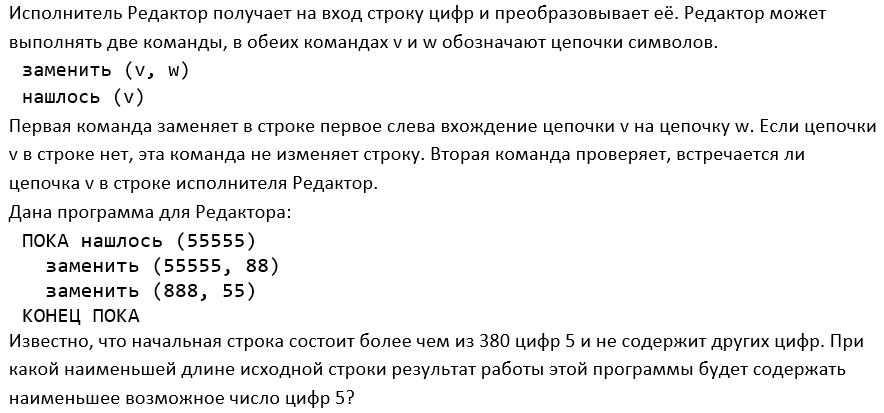 Исполнитель Редактор получает на вход строку цифр и преобразовывает её. Редактор может
выполнять две команды, в обеих командах v и w обозначают цепочки символов.
заменить (v, w)
нашлось (v)
Первая команда заменяет в строке первое слева вхождение цепочки v на цепочку w. Если цепочки
v в строке нет, эта команда не изменяет строку. Вторая команда проверяет, встречается ли
цепочка v в строке исполнителя Редактор.
Дана программа для Редактора:
ПОКА нашлось (55555)
заменить (55555, 88)
заменить (888, 55)
КОНЕЦ ПОКА
Известно, что начальная строка состоит более чем из 380 цифр 5 и не содержит других цифр. При
какой наименьшей длине исходной строки результат работы этой программы будет содержать
наименьшее возможное число цифр 5?